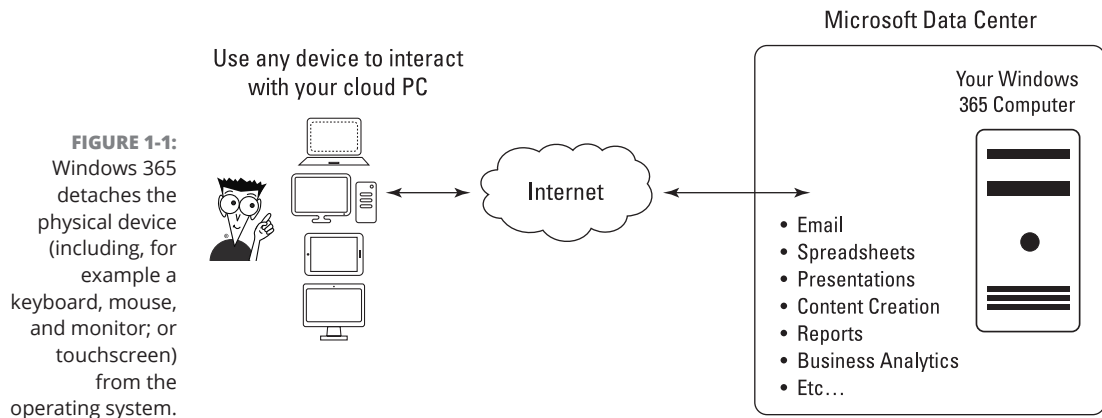 Microsoft Data Center
Use any device to interact
with your cloud PC
Your Windows
365 Computer
FIGURE 1-1:
Windows 365
detaches the
physical device
(including, for
example a
keyboard, mouse,
and monitor; or
touchscreen)
from the
operating system.
Internet
• Email
• Spreadsheets
• Presentations
• Content Creation
• Reports
• Business Analytics
• Etc…